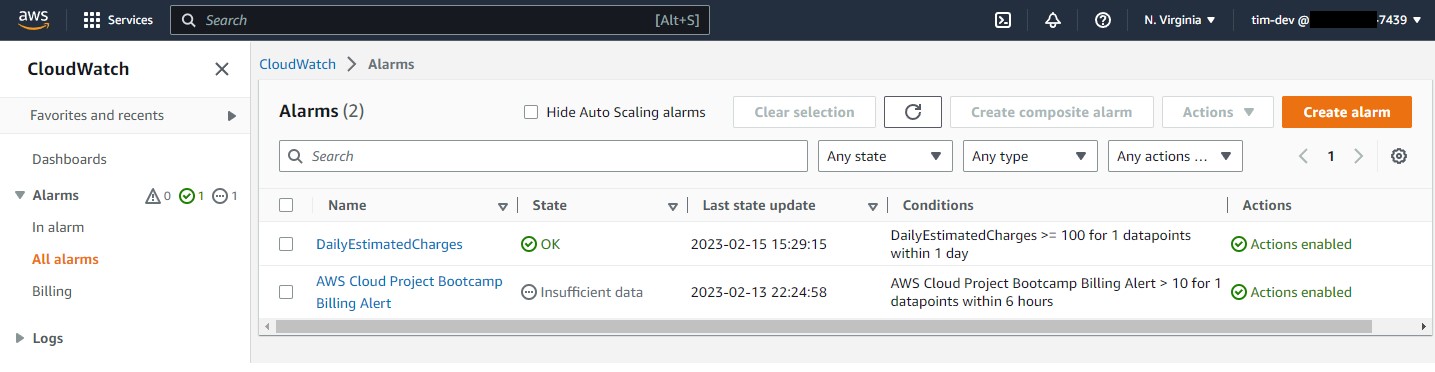 aws Services Search [Alt+S] N. Virginia tim-dev @ -7439
CloudWatch
CloudWatch Alarms
Favorites and recents
Dashboards
Alarms 0 1 1
In alarm
All alarms
Billing
Logs
Alarms (2) Hide Auto Scaling alarms Clear selection Create composite alarm Actions Create alarm
Search Any state Any type Any actions ... 1
Name State Last state update Conditions Actions
DailyEstimatedCharges OK 2023-02-15 15:29:15 DailyEstimatedCharges >= 100 for 1 datapoints
within 1 day Actions enabled
AWS Cloud Project Bootcamp
Billing Alert Insufficient data 2023-02-13 22:24:58 AWS Cloud Project Bootcamp Billing Alert > 10 for 1
datapoints within 6 hours Actions enabled